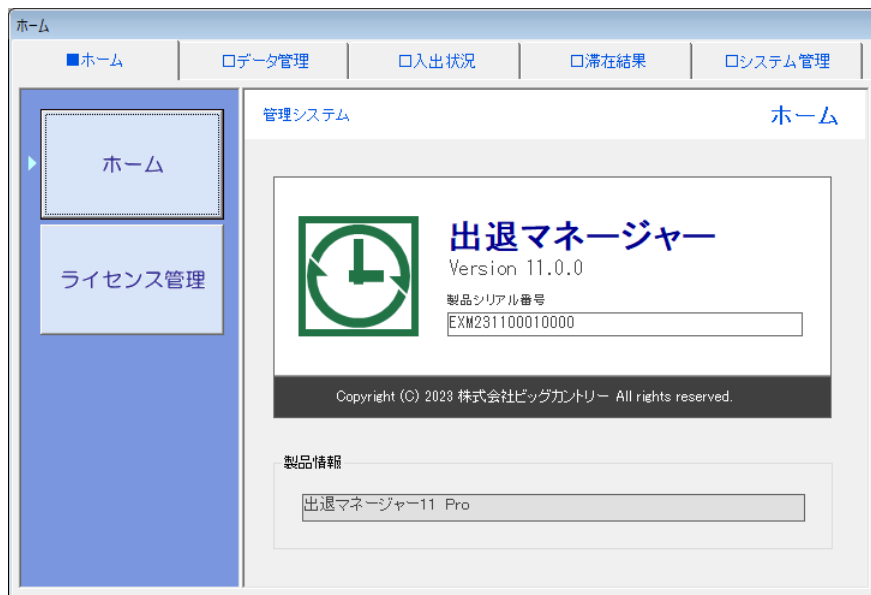 ホーム
■ホーム
□データ管理
□入出状況
□滞在結果
□システム管理
ホーム
ライセンス管理
管理システム
ホーム
出退マネージャー
Version 11.0.0
製品シリアル番号
EXM231100010000
Copyright (C) 2023 株式会社ビッグカントリー All rights reserved.
製品情報
出退マネージャー11 Pro